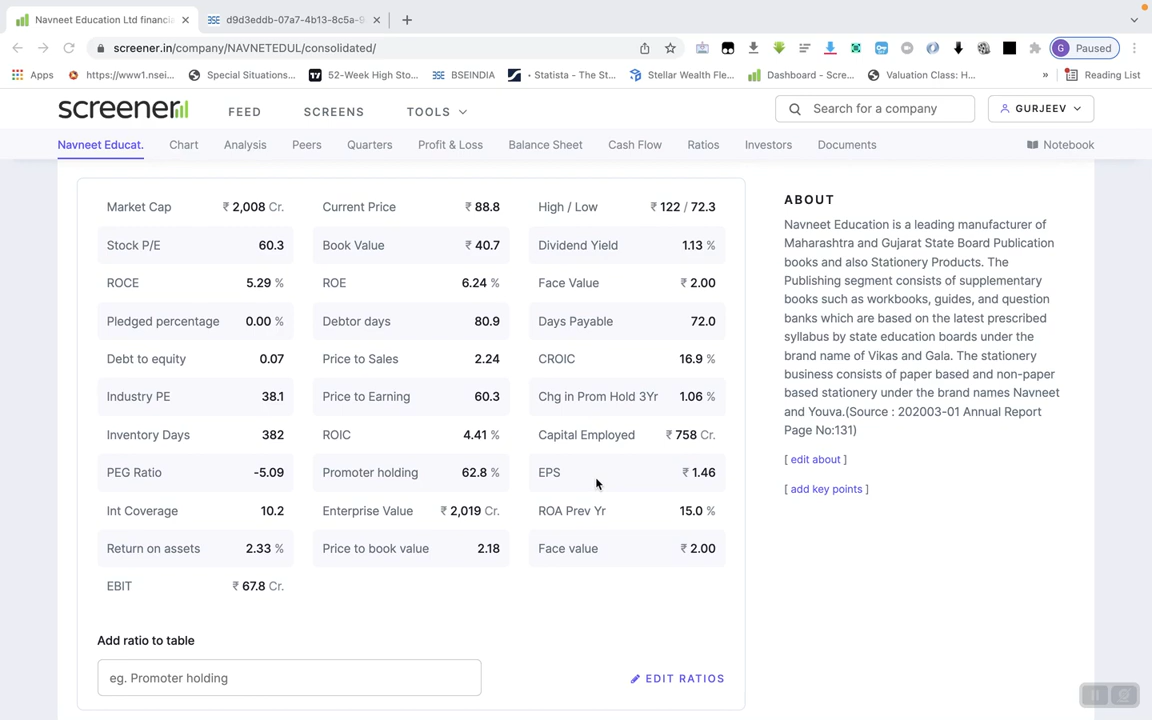 Navneet Education Ltd financia
d9d3eddb-07a7-4b13-8c5a-9
screener.in/company/NAVNETEDUL/consolidated/
G Paused
Apps
https://www1.nsei...
Special Situations...
52-Week High Sto...
BSEINDIA
• Statista - The St...
Stellar Wealth Fle...
Dashboard - Scre...
Valuation Class: H...
»
Reading List
screener
FEED
SCREENS
TOOLS
Search for a company
GURJEEV
Navneet Educat.
Chart
Analysis
Peers
Quarters
Profit & Loss
Balance Sheet
Cash Flow
Ratios
Investors
Documents
Notebook
Market Cap ₹ 2,008 Cr.
Current Price ₹ 88.8
High / Low ₹ 122 / 72.3
Stock P/E 60.3
Book Value ₹ 40.7
Dividend Yield 1.13 %
ROCE 5.29 %
ROE 6.24 %
Face Value ₹ 2.00
Pledged percentage 0.00 %
Debtor days 80.9
Days Payable 72.0
Debt to equity 0.07
Price to Sales 2.24
CROIC 16.9 %
Industry PE 38.1
Price to Earning 60.3
Chg in Prom Hold 3Yr 1.06 %
Inventory Days 382
ROIC 4.41 %
Capital Employed ₹ 758 Cr.
PEG Ratio -5.09
Promoter holding 62.8 %
EPS ₹ 1.46
Int Coverage 10.2
Enterprise Value ₹ 2,019 Cr.
ROA Prev Yr 15.0 %
Return on assets 2.33 %
Price to book value 2.18
Face value ₹ 2.00
EBIT ₹ 67.8 Cr.
Add ratio to table
eg. Promoter holding
EDIT RATIOS
ABOUT
Navneet Education is a leading manufacturer of
Maharashtra and Gujarat State Board Publication
books and also Stationery Products. The
Publishing segment consists of supplementary
books such as workbooks, guides, and question
banks which are based on the latest prescribed
syllabus by state education boards under the
brand name of Vikas and Gala. The stationery
business consists of paper based and non-paper
based stationery under the brand names Navneet
and Youva.(Source : 202003-01 Annual Report
Page No:131)
[ edit about ]
[ add key points ]